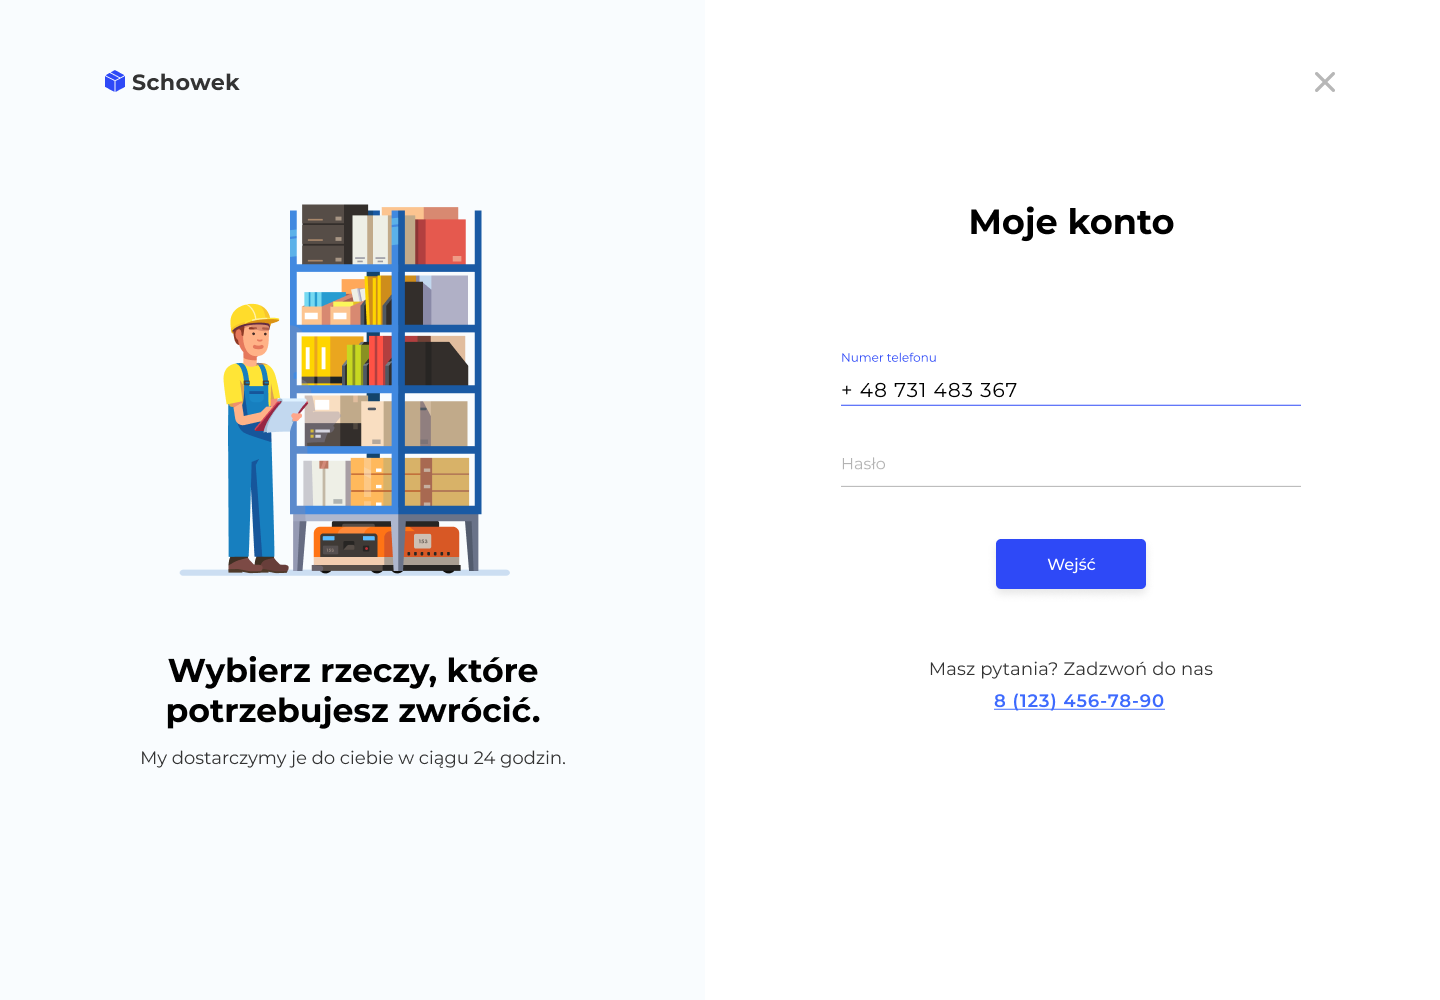 Schowek
Wybierz rzeczy, które
potrzebujesz zwrócić.
My dostarczymy je do ciebie w ciągu 24 godzin.
Moje konto
Numer telefonu
+ 48 731 483 367
Hasło
Wejść
Masz pytania? Zadzwoń do nas
8 (123) 456-78-90